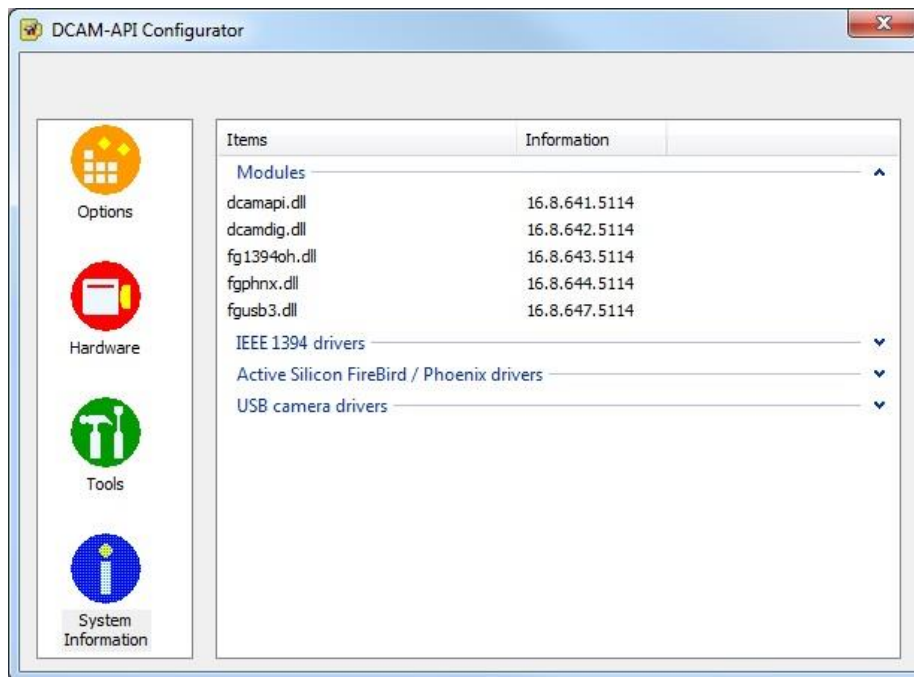 DCAM-API Configurator
Options
Hardware
Tools
System
Information
Items Information
Modules
dcamapi.dll 16.8.641.5114
dcamdig.dll 16.8.642.5114
fg1394oh.dll 16.8.643.5114
fgphnx.dll 16.8.644.5114
fgusb3.dll 16.8.647.5114
IEEE 1394 drivers
Active Silicon FireBird / Phoenix drivers
USB camera drivers